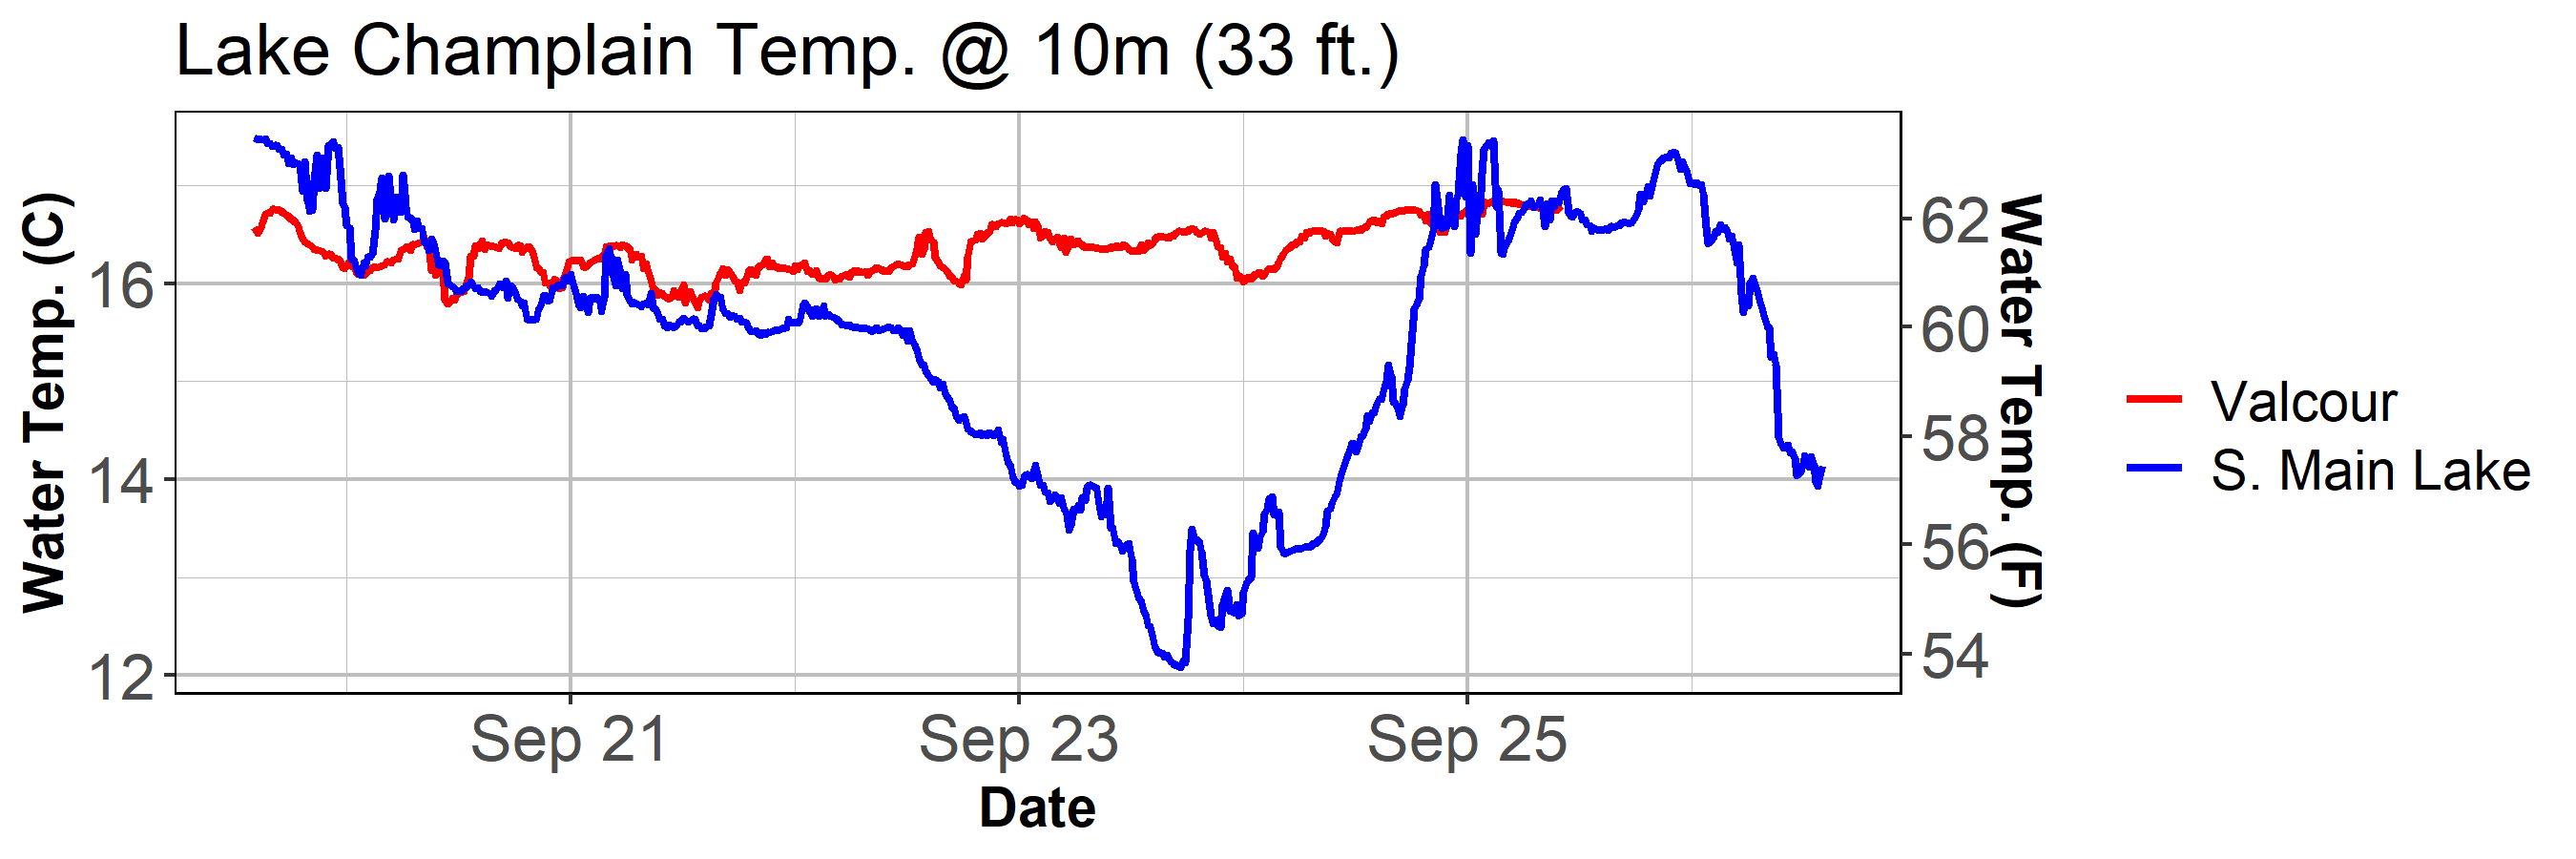 Lake Champlain Temp. @ 10m (33 ft.)
Water Temp. (C)
16
14
12
62
60
58
56
54
Water Temp. (F)
Sep 21
Sep 23
Sep 25
Date
Valcour
S. Main Lake